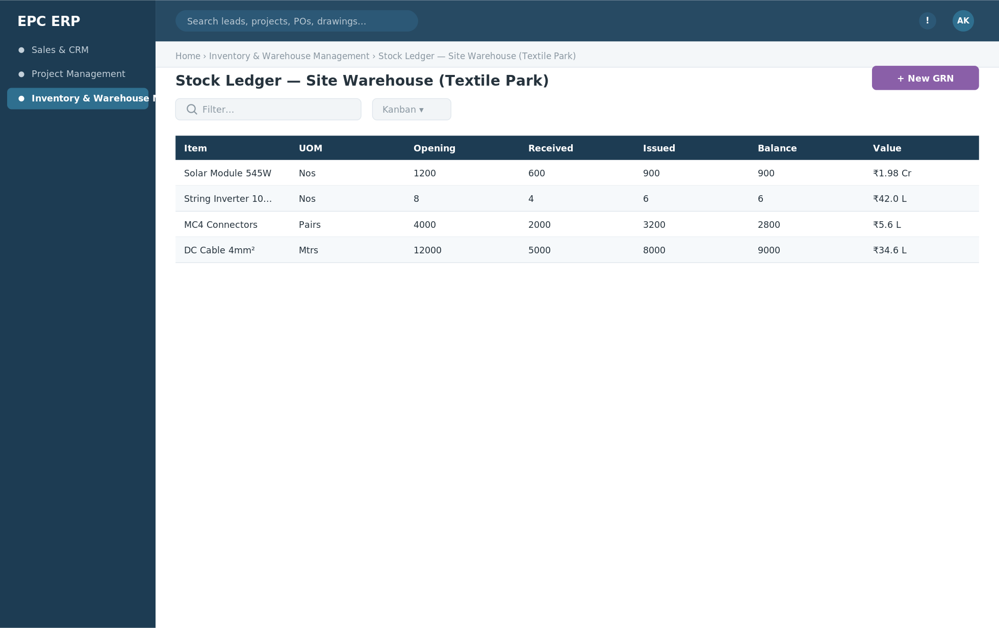 EPC ERP
Search leads, projects, POs, drawings…
!
AK
Sales & CRM
Project Management
Inventory & Warehouse M
Home › Inventory & Warehouse Management › Stock Ledger — Site Warehouse (Textile Park)
Stock Ledger — Site Warehouse (Textile Park)
+ New GRN
Filter…
Kanban ▾
Item UOM Opening Received Issued Balance Value
Solar Module 545W Nos 1200 600 900 900 ₹1.98 Cr
String Inverter 10… Nos 8 4 6 6 ₹42.0 L
MC4 Connectors Pairs 4000 2000 3200 2800 ₹5.6 L
DC Cable 4mm² Mtrs 12000 5000 8000 9000 ₹34.6 L